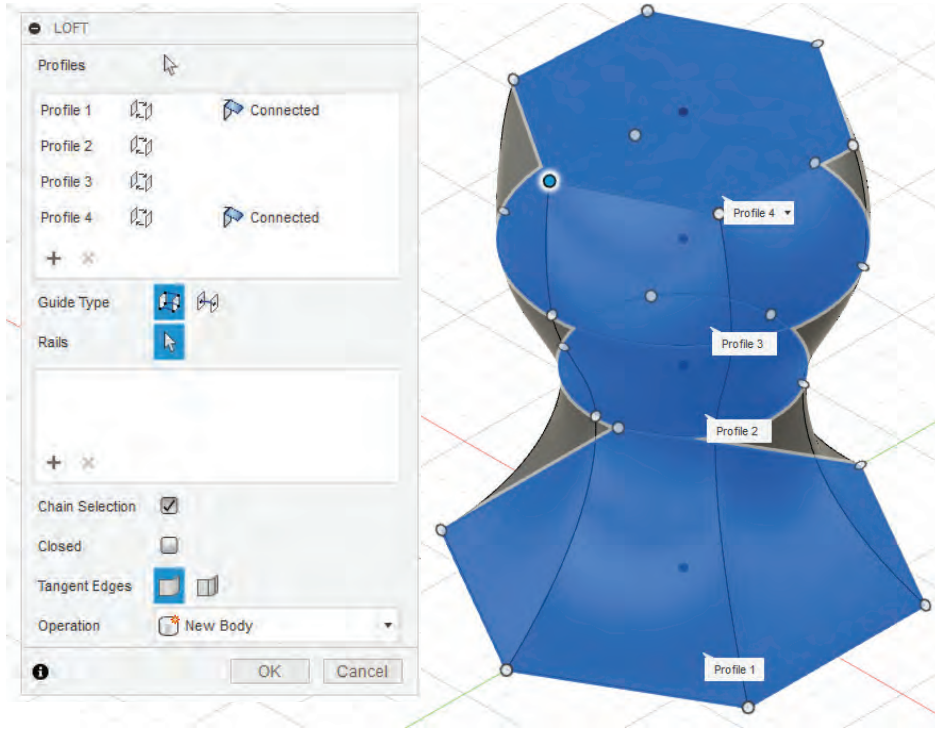 LOFT
Profiles
Profile 1 Connected
Profile 2
Profile 3
Profile 4 Connected
Guide Type
Rails
Chain Selection
Closed
Tangent Edges
Operation New Body
OK Cancel
Profile 4
Profile 3
Profile 2
Profile 1